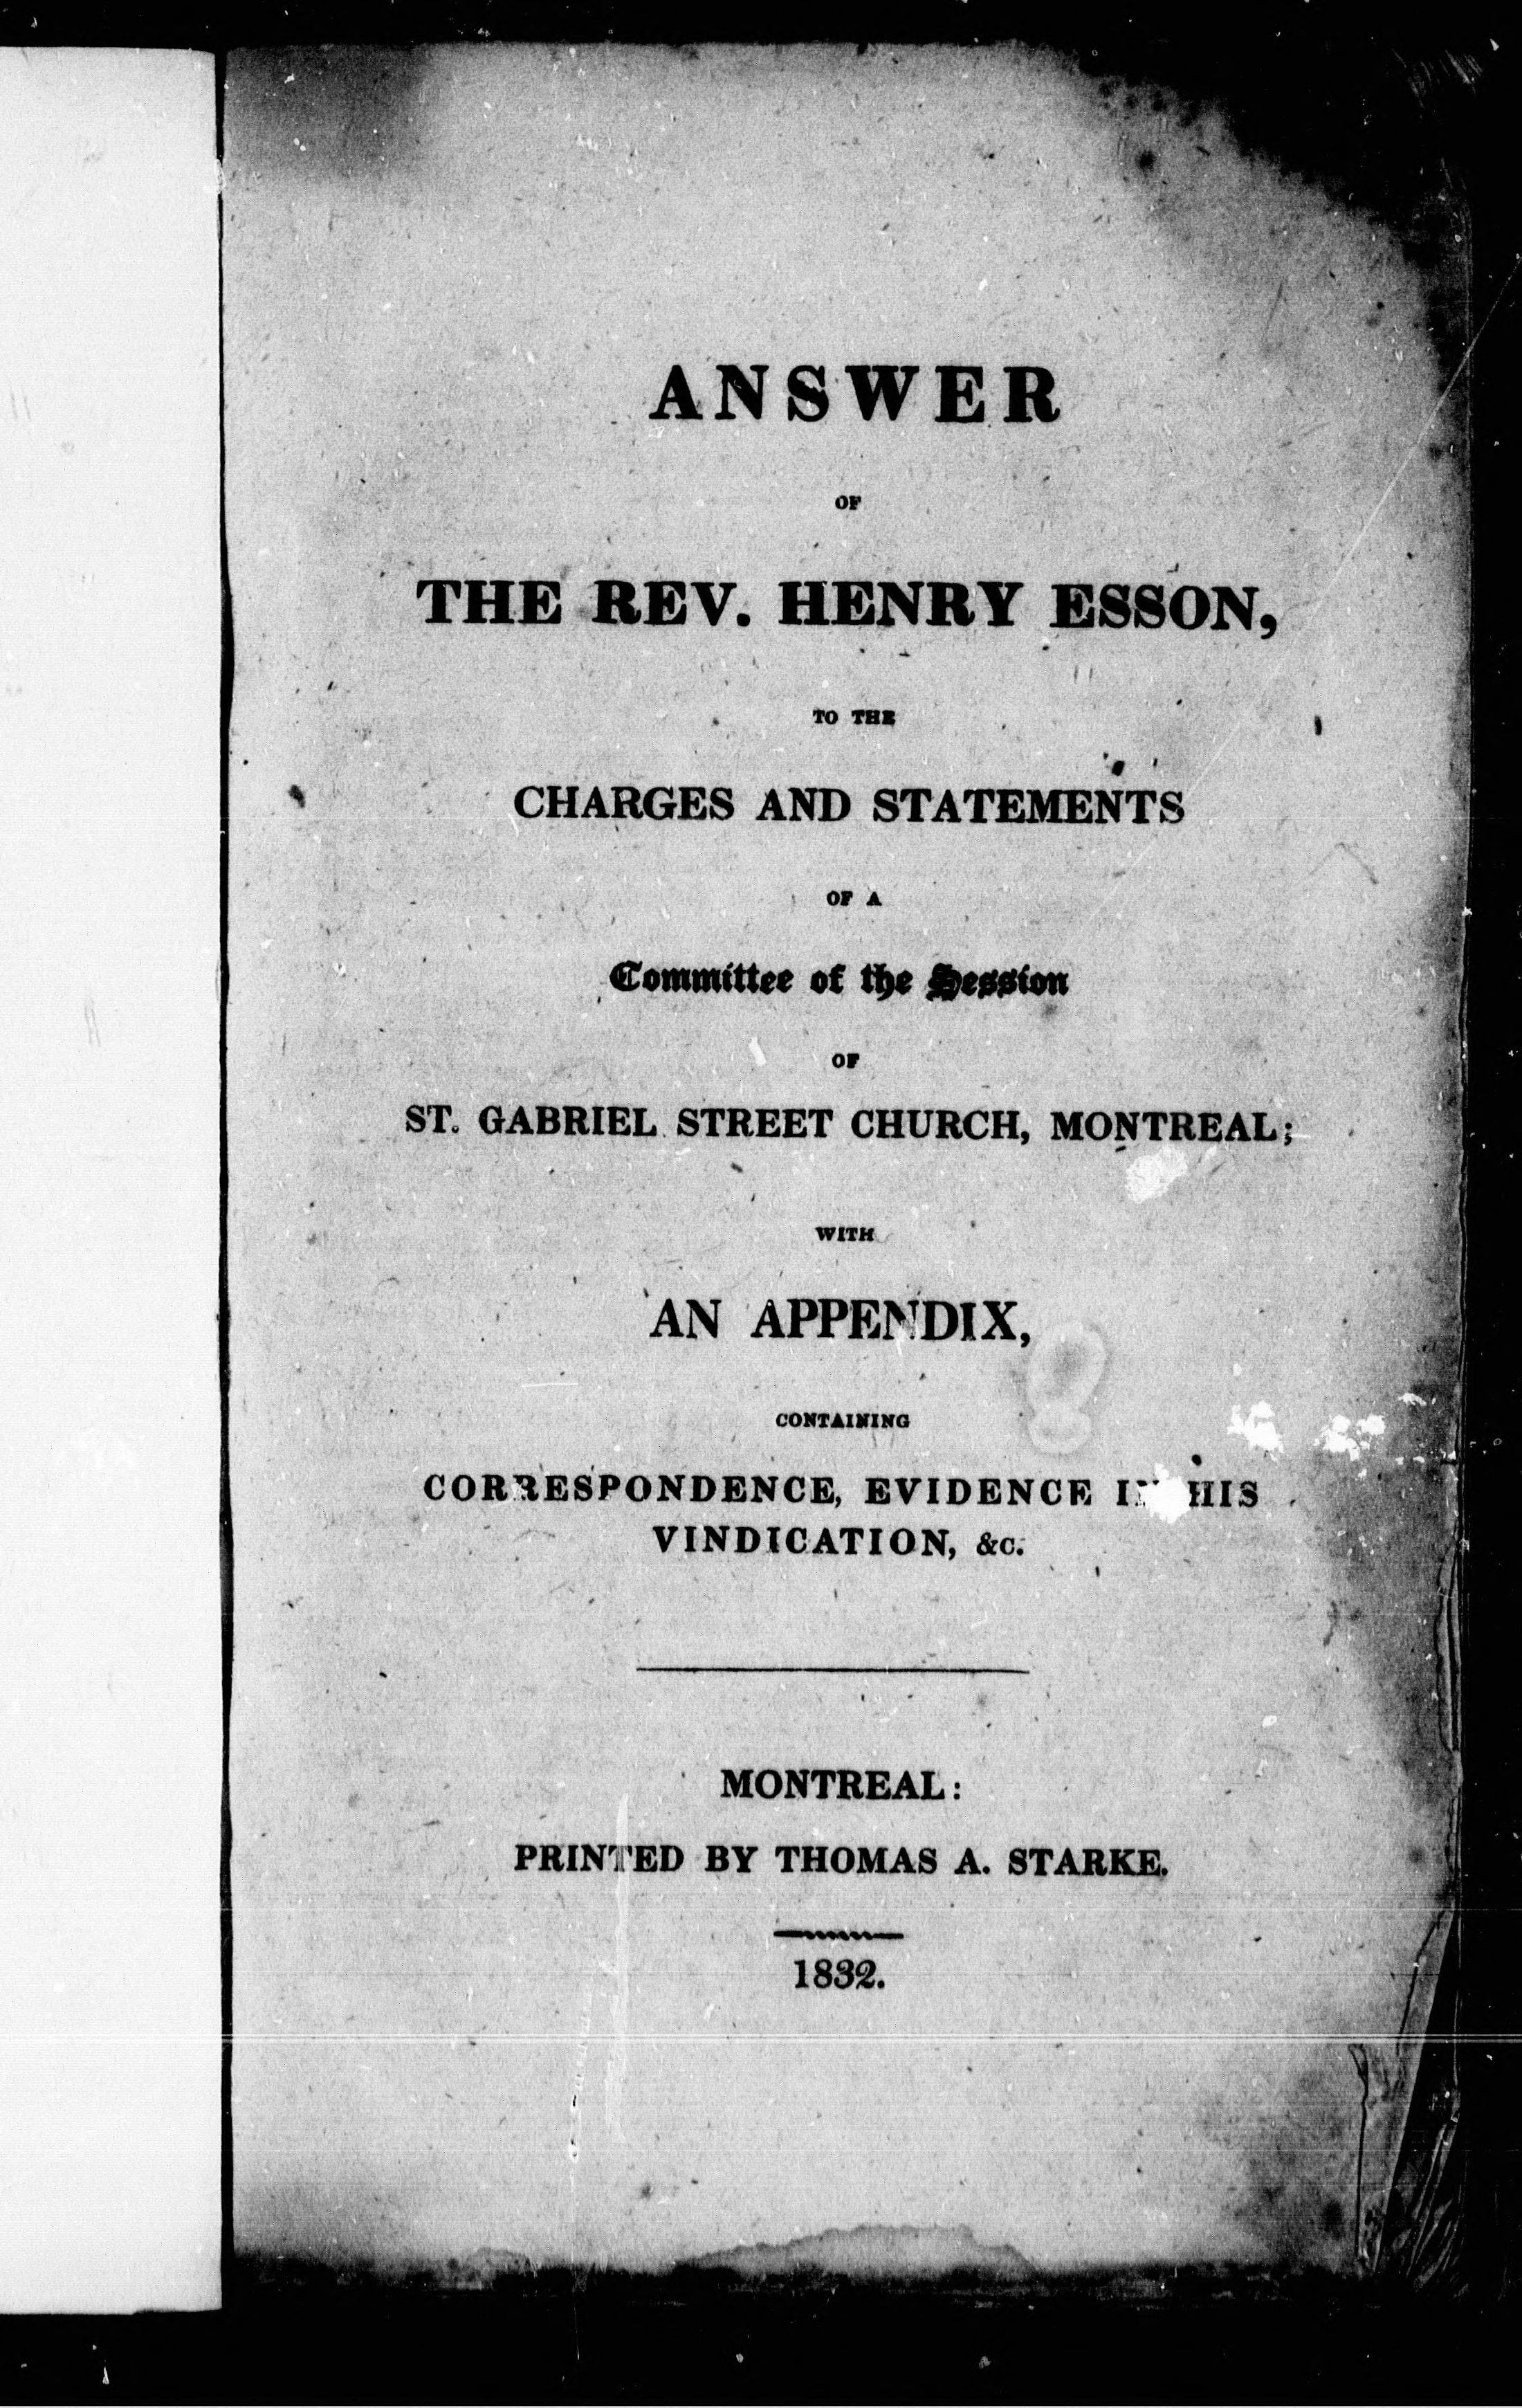 ANSWER
OF
THE REV. HENRY ESSON,
TO THE
CHARGES AND STATEMENTS
OF A
Committee of the Session
OF
ST. GABRIEL STREET CHURCH, MONTREAL;
WITH
AN APPENDIX,
CONTAINING
CORRESPONDENCE, EVIDENCE IN HIS
VINDICATION, &C.
MONTREAL:
PRINTED BY THOMAS A. STARKE.
1832.